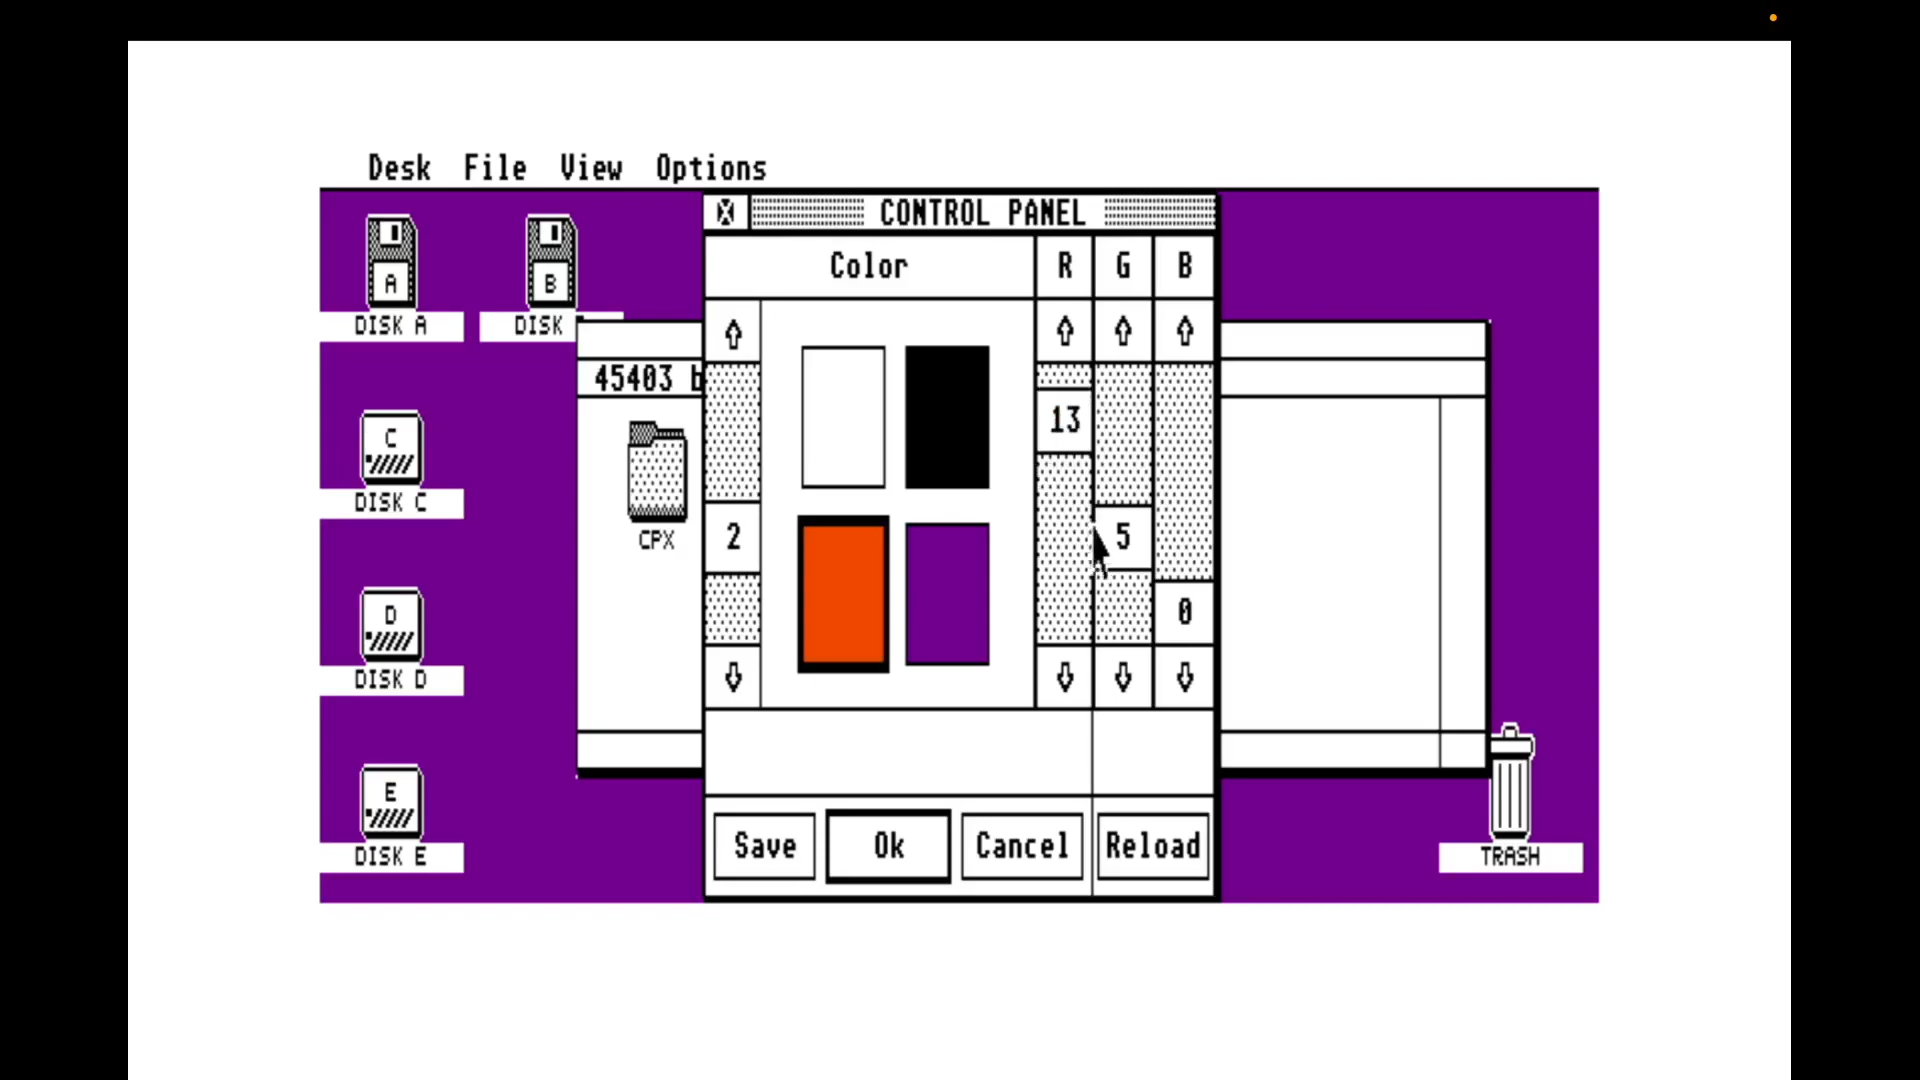 Desk File View Options
CONTROL PANEL
Color R G B
A
DISK A
B
DISK
45403 b
13
C
DISK C
CPX
2
5
0
D
DISK D
E
DISK E
Save Ok Cancel Reload
TRASH